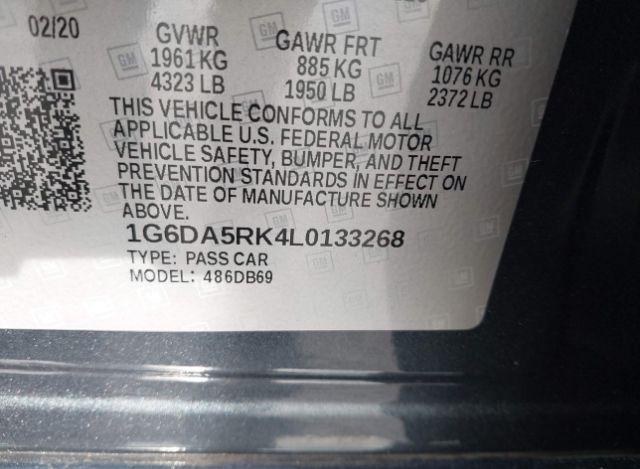 02/20
GVWR
1961 KG
4323 LB
GAWR FRT
885 KG
1950 LB
GAWR RR
1076 KG
2372 LB
THIS VEHICLE CONFORMS TO ALL
APPLICABLE U.S. FEDERAL MOTOR
VEHICLE SAFETY, BUMPER, AND THEFT
PREVENTION STANDARDS IN EFFECT ON
THE DATE OF MANUFACTURE SHOWN
ABOVE.
1G6DA5RK4L0133268
TYPE: PASS CAR
MODEL: 486DB69